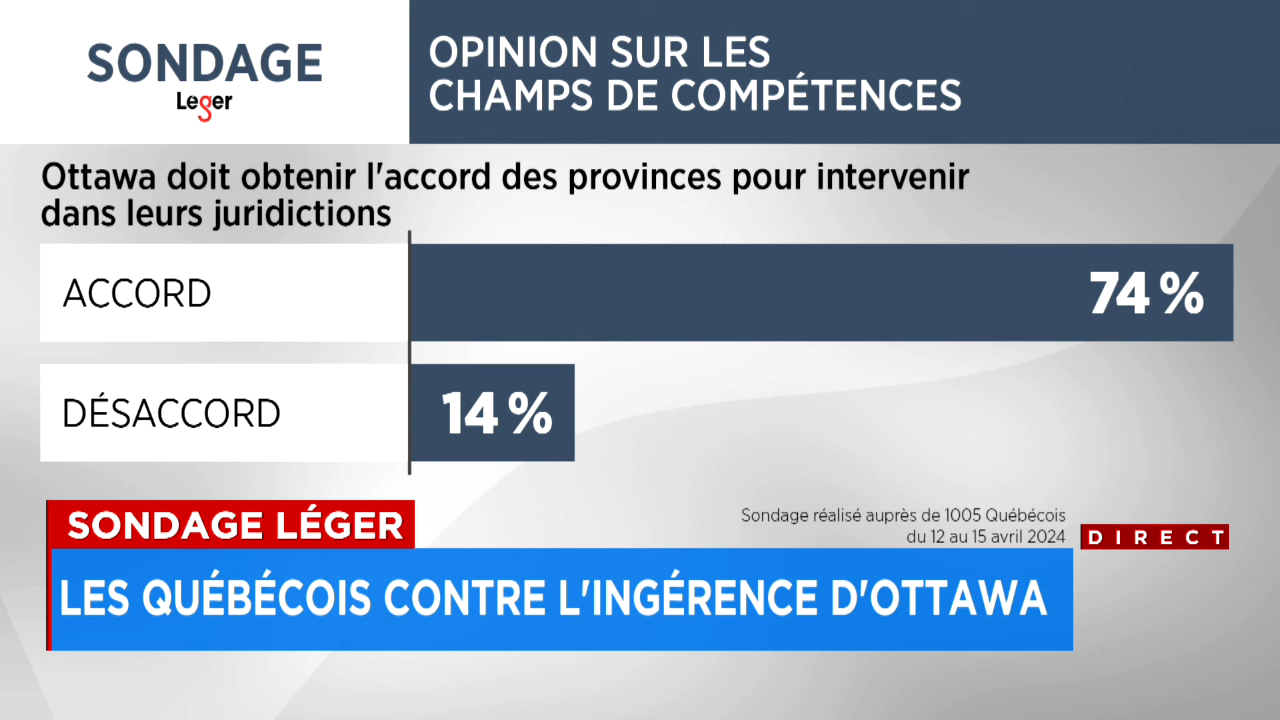 SONDAGE
Leger
OPINION SUR LES
CHAMPS DE COMPÉTENCES
Ottawa doit obtenir l'accord des provinces pour intervenir
dans leurs juridictions
ACCORD
74 %
DÉSACCORD
14 %
SONDAGE LÉGER
Sondage réalisé auprès de 1005 Québécois
du 12 au 15 avril 2024
DIRECT
LES QUÉBÉCOIS CONTRE L'INGÉRENCE D'OTTAWA